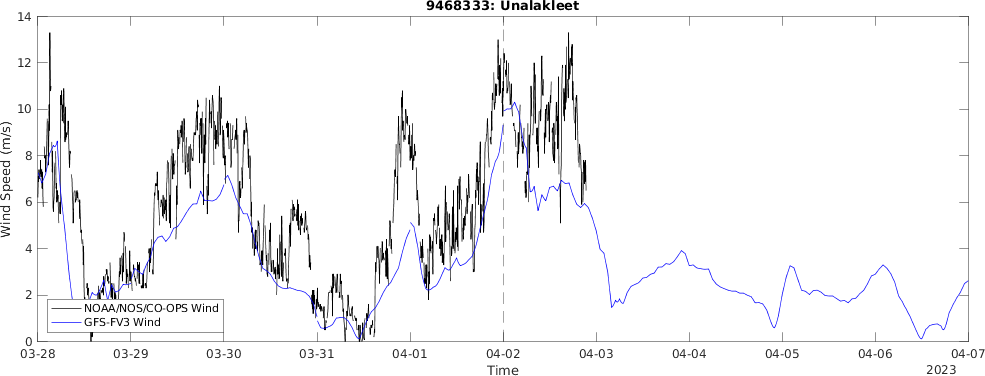 9468333: Unalakleet
14
12
10
8
6
4
2
0
Wind Speed (m/s)
NOAA/NOS/CO-OPS Wind
GFS-FV3 Wind
03-28 03-29 03-30 03-31 04-01 04-02 04-03 04-04 04-05 04-06 04-07
Time
2023